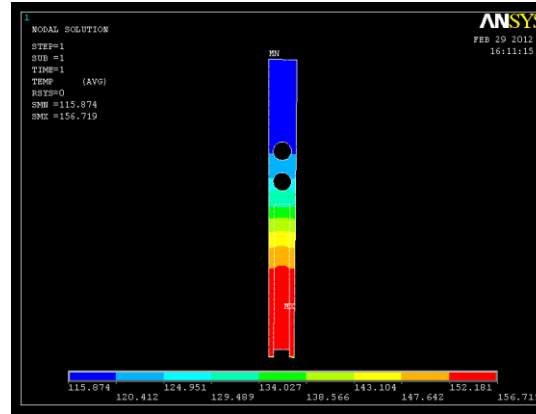 1
NODAL SOLUTION
STEP=1
SUB =1
TIME=1
TEMP (AVG)
RSYS=0
SMN =115.874
SMX =156.719
ANSYS
FEB 29 2012
16:11:15
MN
MX
115.874 124.951 134.027 143.104 152.181
120.412 129.489 138.566 147.642 156.719